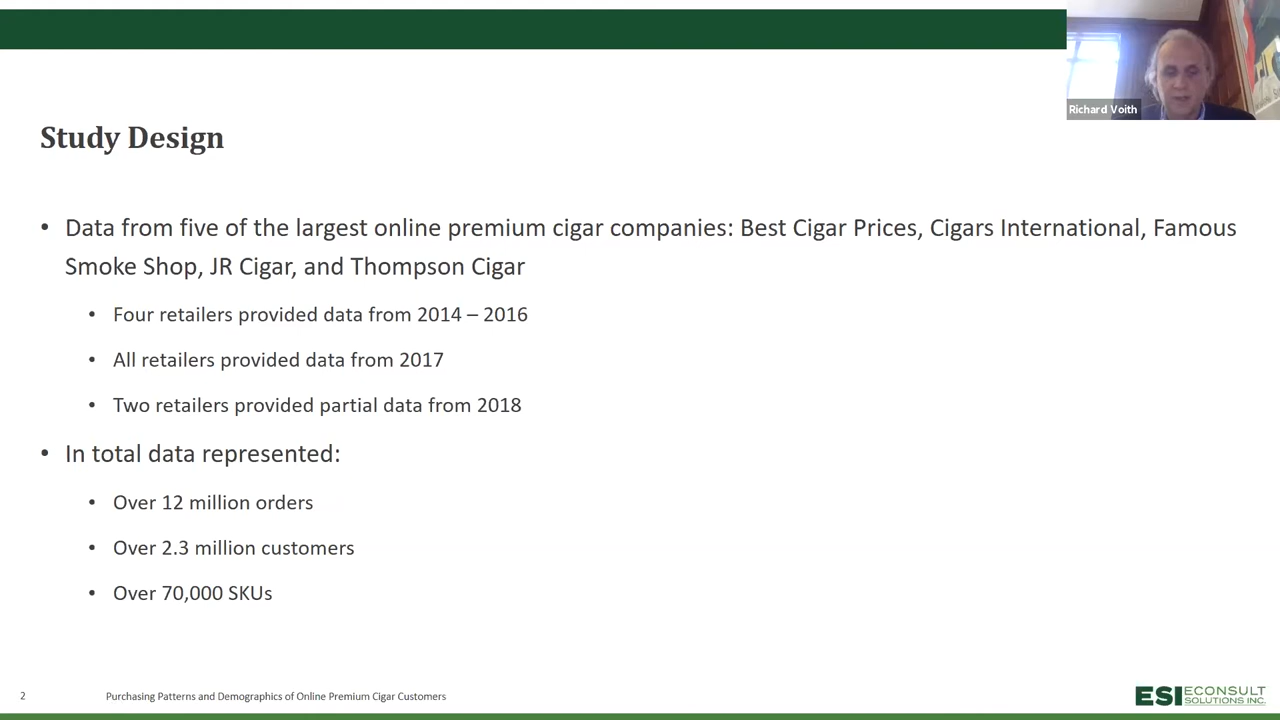 Richard Voith
Study Design
• Data from five of the largest online premium cigar companies: Best Cigar Prices, Cigars International, Famous
Smoke Shop, JR Cigar, and Thompson Cigar
• Four retailers provided data from 2014 – 2016
• All retailers provided data from 2017
• Two retailers provided partial data from 2018
• In total data represented:
• Over 12 million orders
• Over 2.3 million customers
• Over 70,000 SKUs
2
Purchasing Patterns and Demographics of Online Premium Cigar Customers
ESI ECONSULT
SOLUTIONS INC.